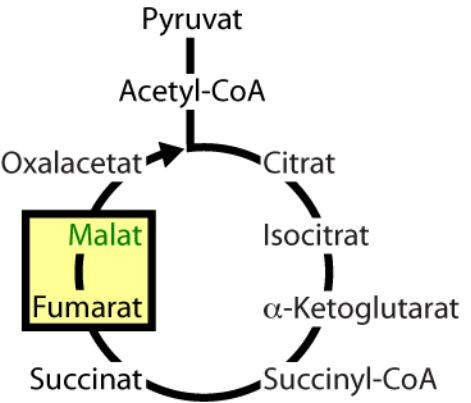 Pyruvat
Acetyl-CoA
Oxalacetat
Citrat
Malat
Isocitrat
Fumarat
α-Ketoglutarat
Succinat
Succinyl-CoA